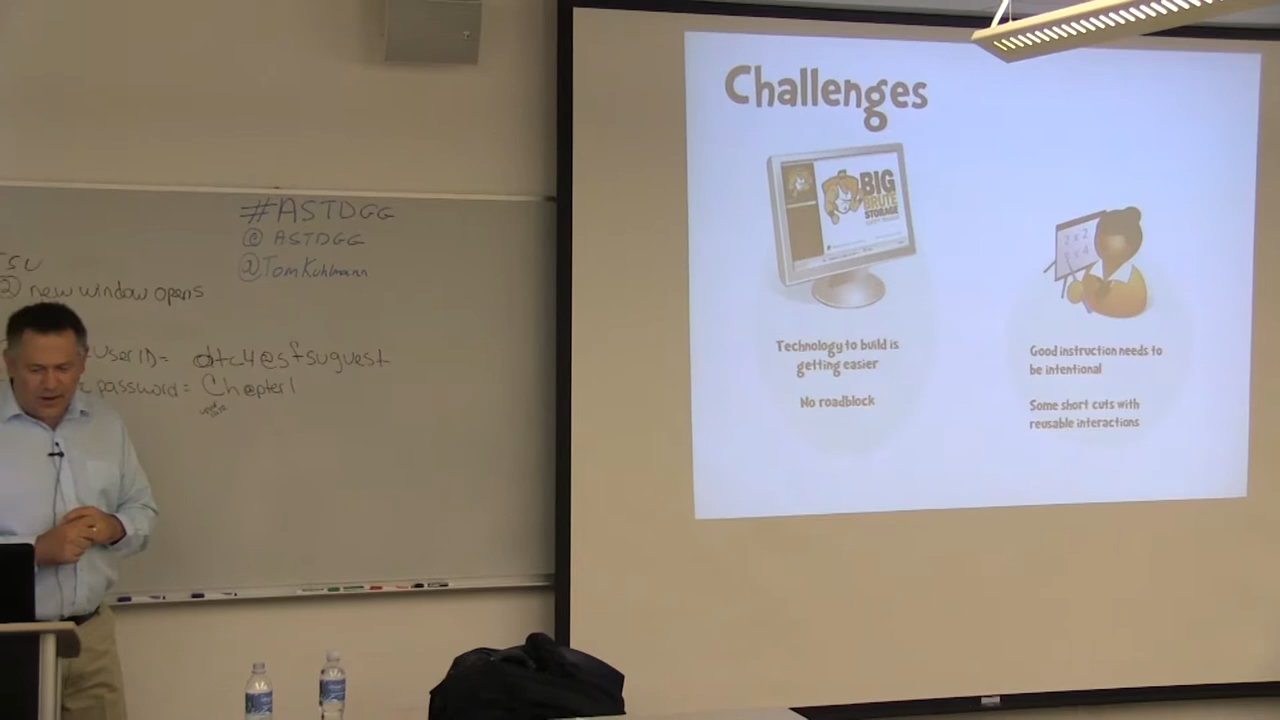 #ASTDGG
@ ASTDGG
@TomKuhlmann
new window opens
User ID= dtc4@sfsuguest
password= Chapter1
Challenges
BIG
BRUTE
STORAGE
7 x 2
Technology to build is
getting easier
No roadblock
Good instruction needs to
be intentional
Some short cuts with
reusable interactions